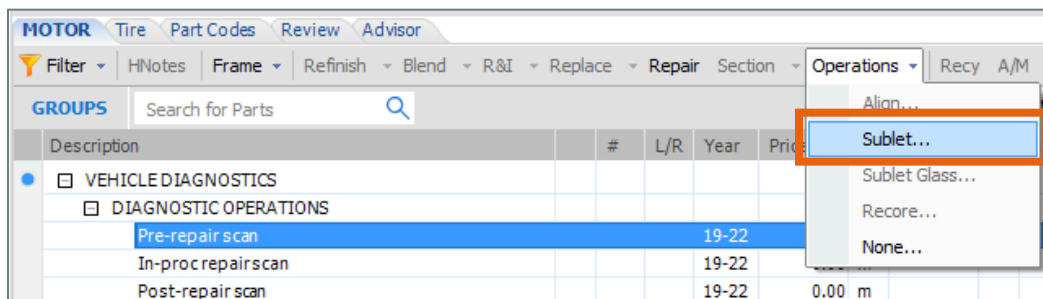 MOTOR Tire Part Codes Review Advisor
Filter HNotes Frame Refinish Blend R&I Replace Repair Section Operations Recy A/M
GROUPS Search for Parts Align...
Description # L/R Year Sublet...
VEHICLE DIAGNOSTICS Sublet Glass...
DIAGNOSTIC OPERATIONS Recore...
Pre-repair scan 19-22 None...
In-proc repair scan 19-22
Post-repair scan 19-22 0.00 m